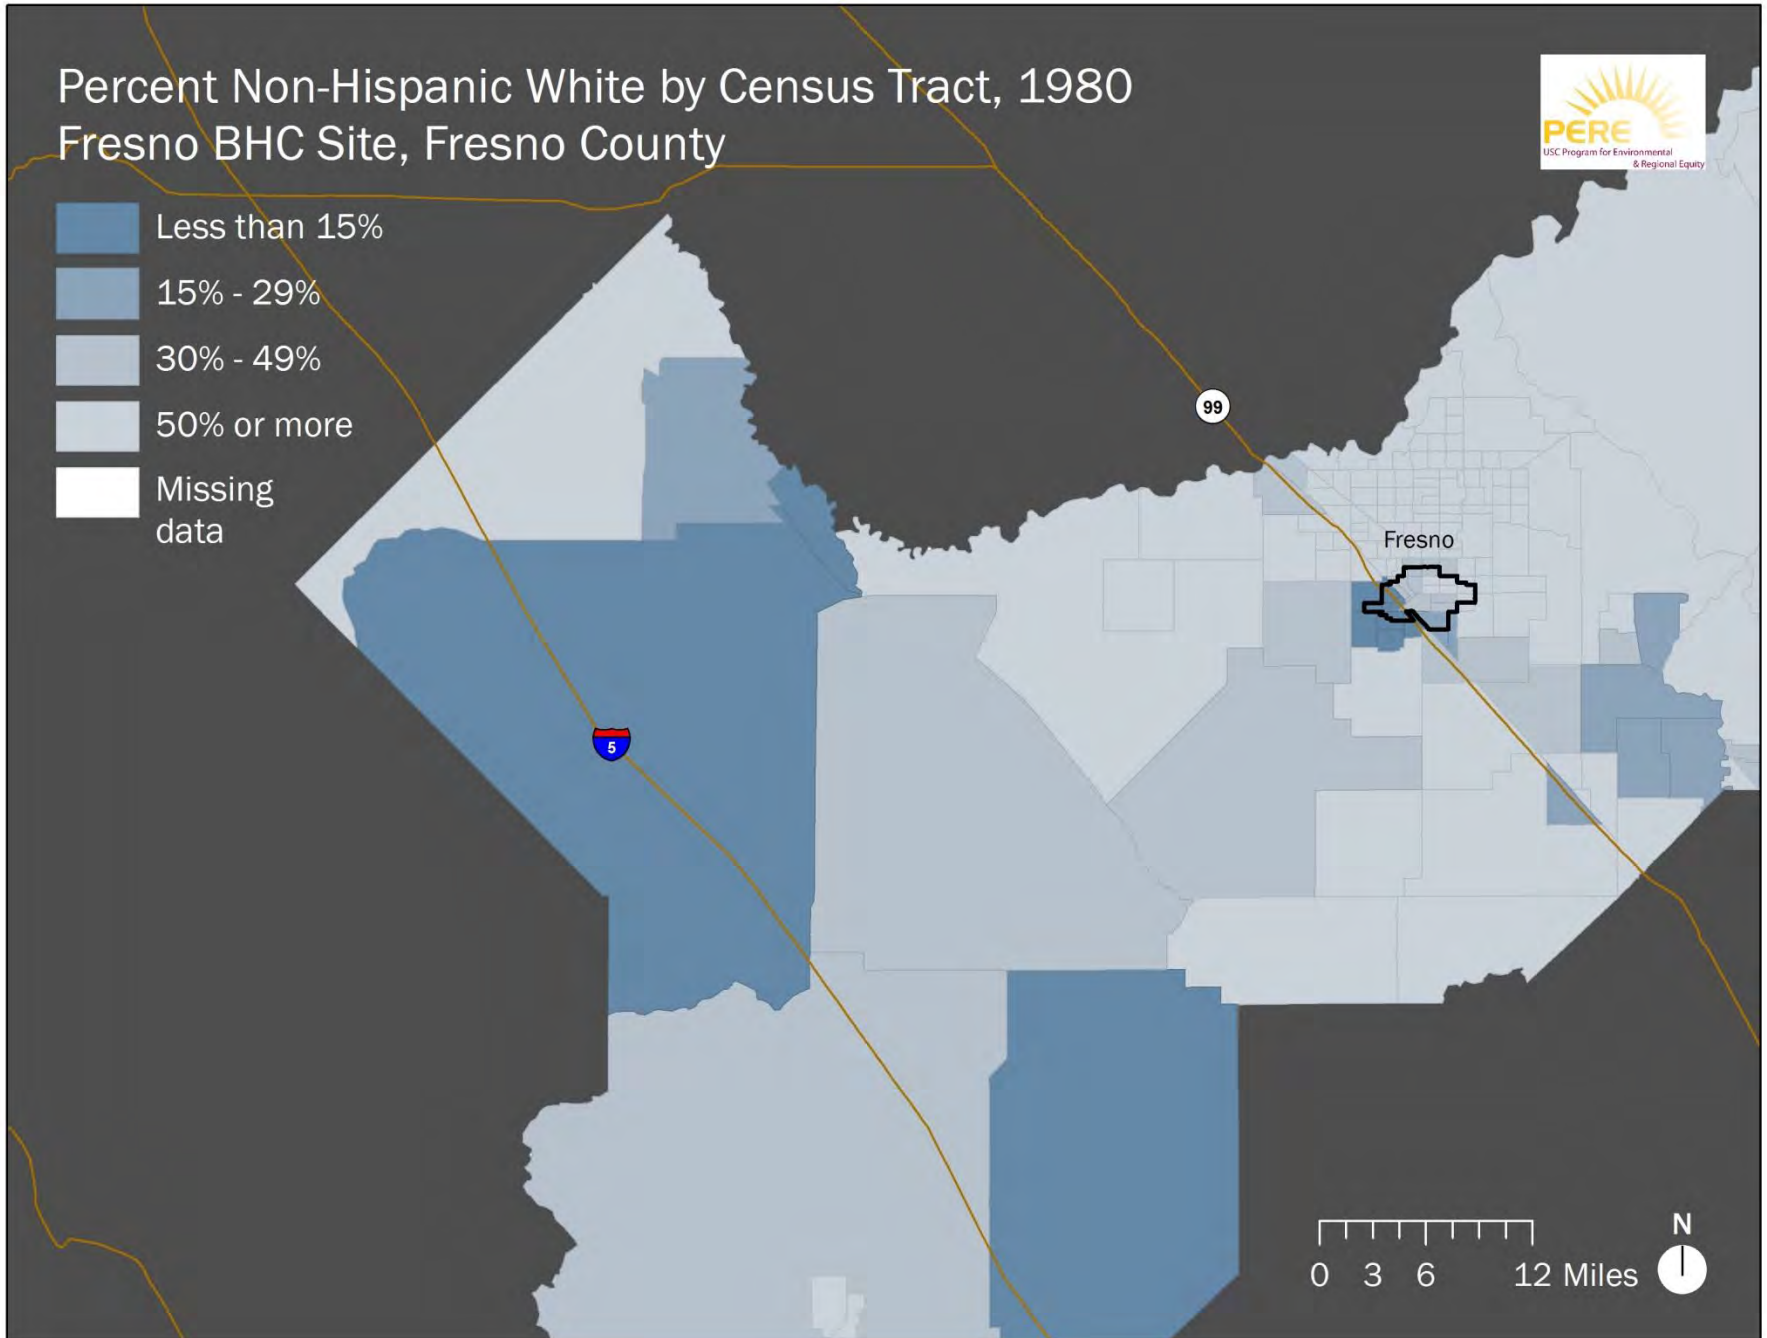 Percent Non-Hispanic White by Census Tract, 1980
Fresno BHC Site, Fresno County
PERE
USC Program for Environmental
& Regional Equity
Less than 15%
15% - 29%
30% - 49%
50% or more
Missing
data
99
Fresno
5
N
0 3 6 12 Miles